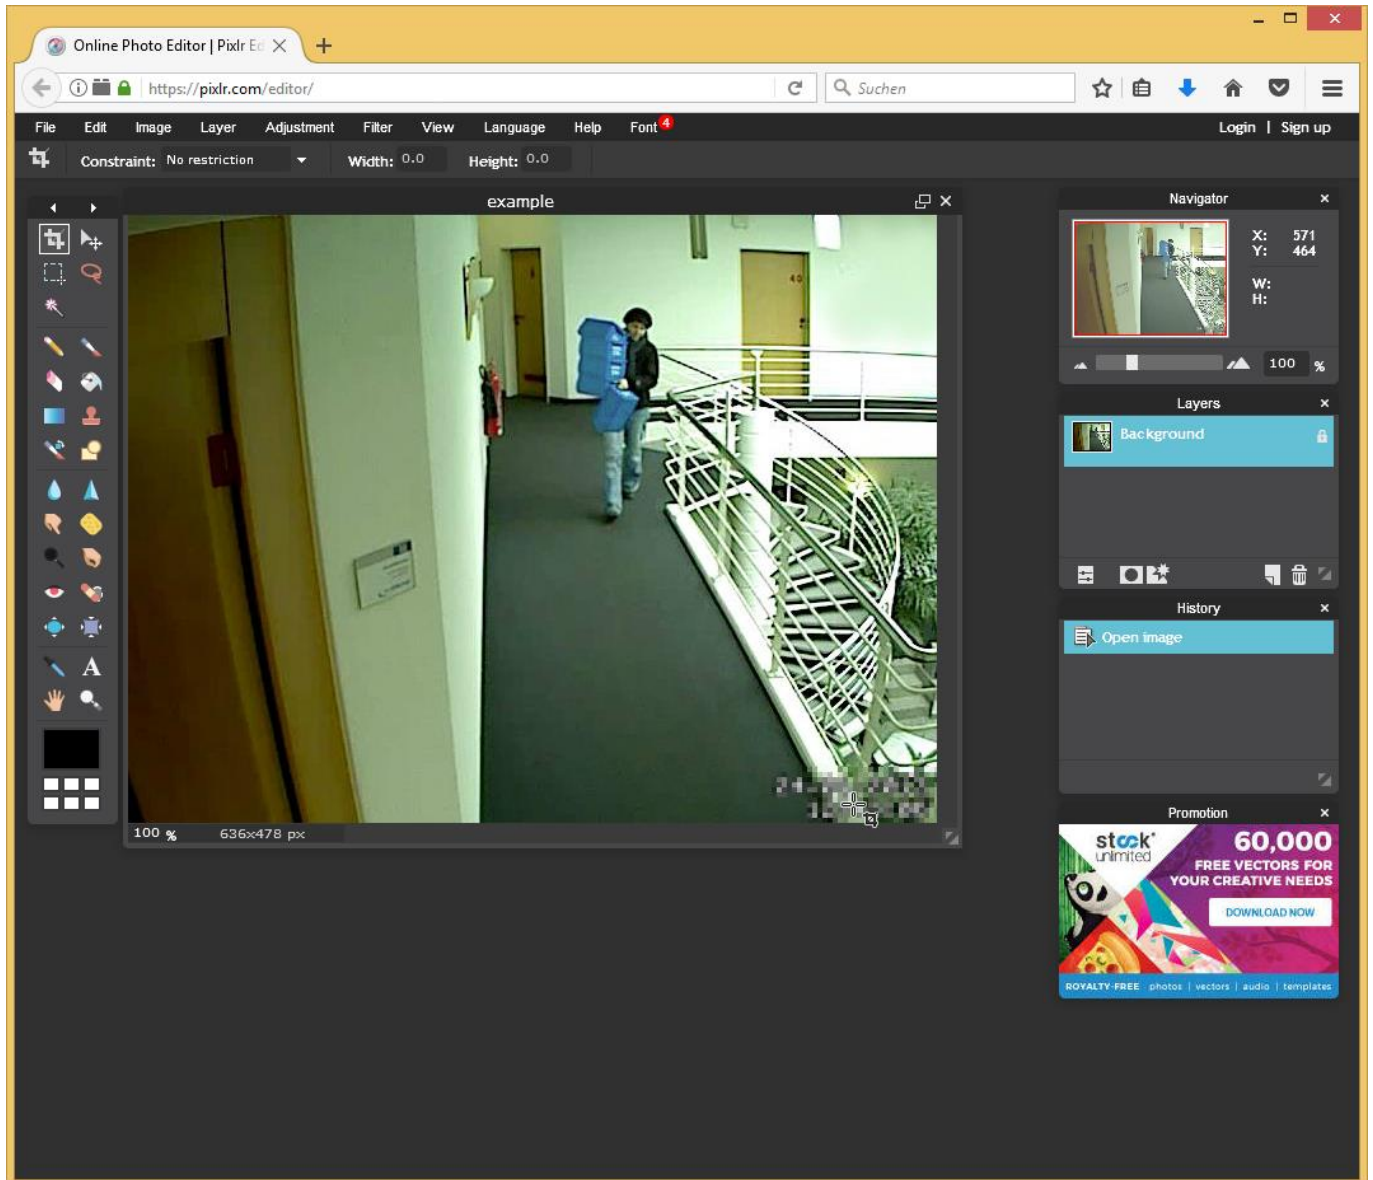 Online Photo Editor | Pixlr Ed
https://pixlr.com/editor/
Suchen
File Edit Image Layer Adjustment Filter View Language Help Font 4 Login | Sign up
Constraint: No restriction Width: 0.0 Height: 0.0
example
Navigator
X: 571
Y: 464
W:
H:
100 %
Layers
Background
History
Open image
A
40
100 % 636x478 px
Promotion
stock
unlimited
60,000
FREE VECTORS FOR
YOUR CREATIVE NEEDS
DOWNLOAD NOW
ROYALTY-FREE photos | vectors | audio | templates